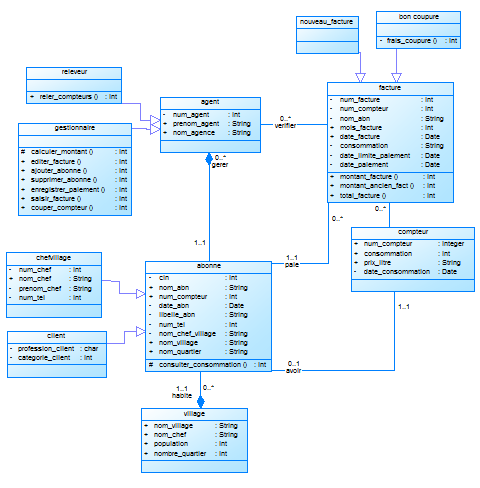 nouveau_facture
bon coupure
- frais_coupure () : int
releveur
+ relier_compteurs () : int
agent
- num_agent : int
+ prenom_agent : String
+ nom_agence : String
0..*
verifier
facture
- num_facture : int
- num_compteur : int
- nom_abn : String
+ mois_facture : int
+ date_facture : Date
- consommation : String
- date_limite_paiement : Date
- date_paiement : Date
+ montant_facture () : int
+ montant_ancien_fact () : int
+ total_facture () : int
gestionnaire
# calculer_montant () : int
+ editer_facture () : int
+ ajouter_abonne () : int
+ supprimer_abonne () : int
+ enregistrer_paiement () : int
+ saisir_facture () : int
+ couper_compteur () : int
0..*
gerer
0..*
0..*
compteur
+ num_compteur : Integer
+ consommation : int
+ prix_litre : String
- date_consommation : Date
1..1
1..1
paie
chefvillage
- num_chef : int
+ nom_chef : String
- prenom_chef : String
- num_tel : int
abonne
- cin : int
+ nom_abn : String
+ num_compteur : int
- date_abn : Date
- libelle_abn : String
- num_tel : int
+ nom_chef_village : String
+ nom_village : String
+ nom_quartier : String
# consulter_consommation () : int
1..1
client
- profession_client : char
- categorie_client : int
0..1
avoir
1..1
habite
0..*
village
+ nom_village : String
+ nom_chef : String
+ population : int
+ nombre_quartier : int